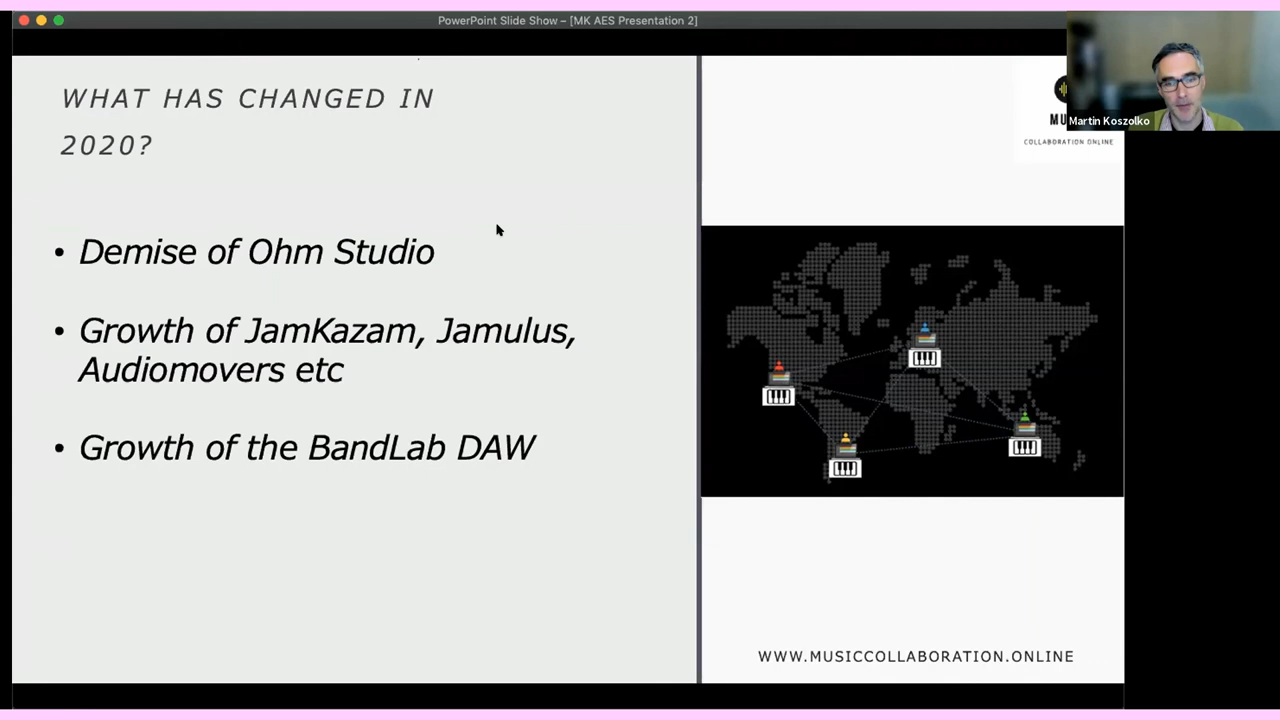 PowerPoint Slide Show – [MK AES Presentation 2]
WHAT HAS CHANGED IN
2020?
• Demise of Ohm Studio
• Growth of JamKazam, Jamulus,
Audiomovers etc
• Growth of the BandLab DAW
MU
COLLABORATION ONLINE
Martin Koszolko
WWW.MUSICCOLLABORATION.ONLINE